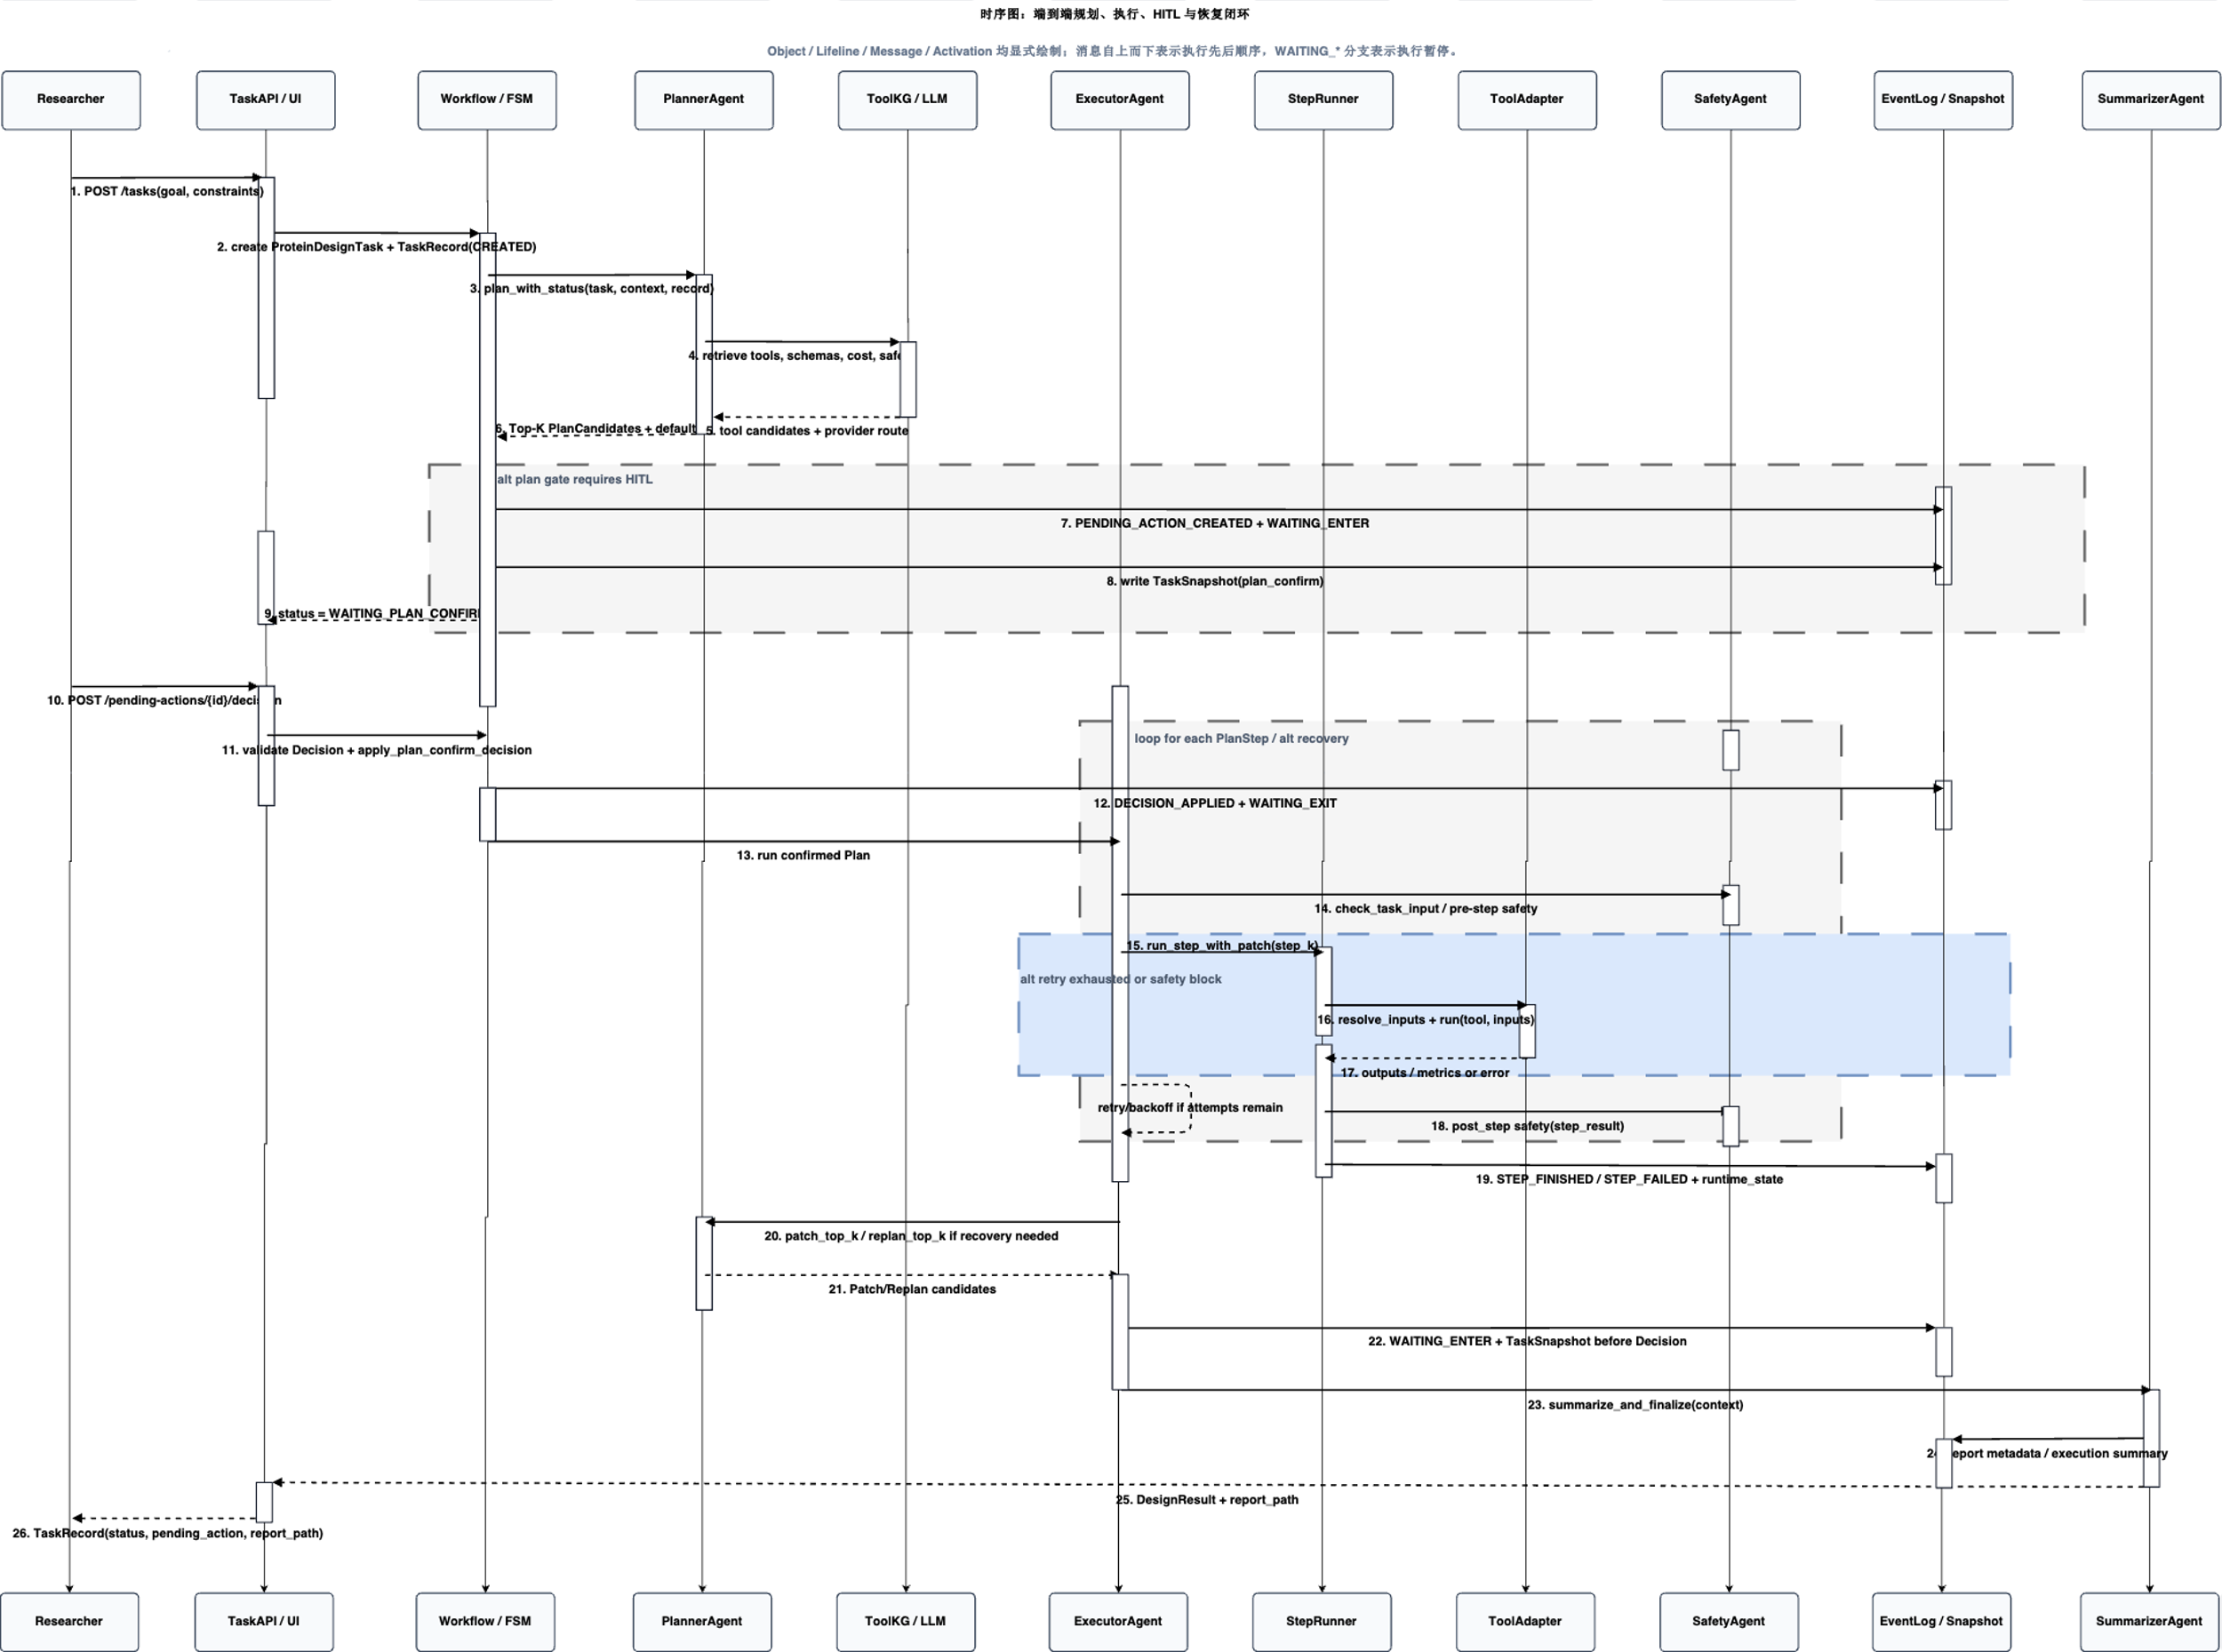 时序图：端到端规划、执行、HITL 与恢复闭环
Object / Lifeline / Message / Activation 均显式绘制；消息自上而下表示执行先后顺序，WAITING_* 分支表示执行暂停。
Researcher
TaskAPI / UI
Workflow / FSM
PlannerAgent
ToolKG / LLM
ExecutorAgent
StepRunner
ToolAdapter
SafetyAgent
EventLog / Snapshot
SummarizerAgent
1. POST /tasks(goal, constraints)
2. create ProteinDesignTask + TaskRecord(CREATED)
3. plan_with_status(task, context, record)
4. retrieve tools, schemas, cost, safe
6. Top-K PlanCandidates + default
5. tool candidates + provider route
alt plan gate requires HITL
7. PENDING_ACTION_CREATED + WAITING_ENTER
8. write TaskSnapshot(plan_confirm)
9. status = WAITING_PLAN_CONFIR
10. POST /pending-actions/{id}/decision
loop for each PlanStep / alt recovery
11. validate Decision + apply_plan_confirm_decision
12. DECISION_APPLIED + WAITING_EXIT
13. run confirmed Plan
14. check_task_input / pre-step safety
15. run_step_with_patch(step_k)
alt retry exhausted or safety block
16. resolve_inputs + run(tool, inputs)
17. outputs / metrics or error
retry/backoff if attempts remain
18. post_step safety(step_result)
19. STEP_FINISHED / STEP_FAILED + runtime_state
20. patch_top_k / replan_top_k if recovery needed
21. Patch/Replan candidates
22. WAITING_ENTER + TaskSnapshot before Decision
23. summarize_and_finalize(context)
24 eport metadata / execution summary
25. DesignResult + report_path
26. TaskRecord(status, pending_action, report_path)
Researcher
TaskAPI / UI
Workflow / FSM
PlannerAgent
ToolKG / LLM
ExecutorAgent
StepRunner
ToolAdapter
SafetyAgent
EventLog / Snapshot
SummarizerAgent